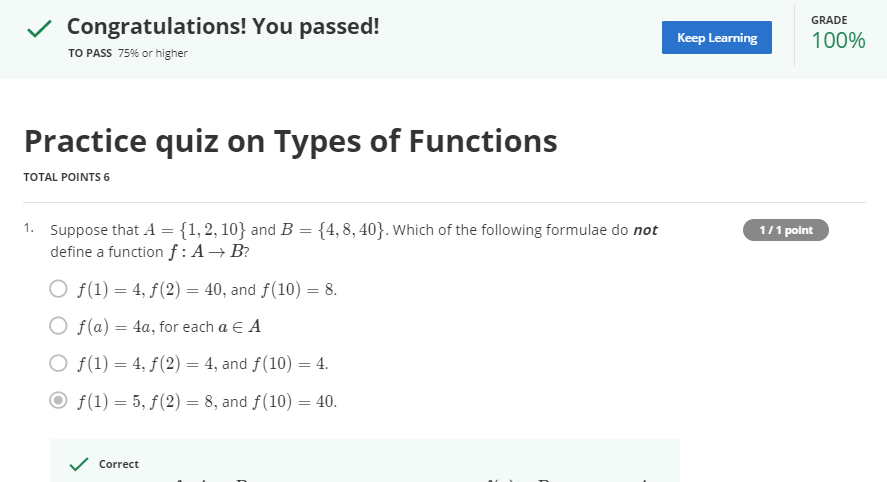 Congratulations! You passed!
TO PASS 75% or higher
Keep Learning
GRADE
100%
Practice quiz on Types of Functions
TOTAL POINTS 6
1. Suppose that A = {1, 2, 10} and B = {4, 8, 40}. Which of the following formulae do not
define a function f : A → B?
1 / 1 point
f(1) = 4, f(2) = 40, and f(10) = 8.
f(a) = 4a, for each a ∈ A
f(1) = 4, f(2) = 4, and f(10) = 4.
f(1) = 5, f(2) = 8, and f(10) = 40.
Correct